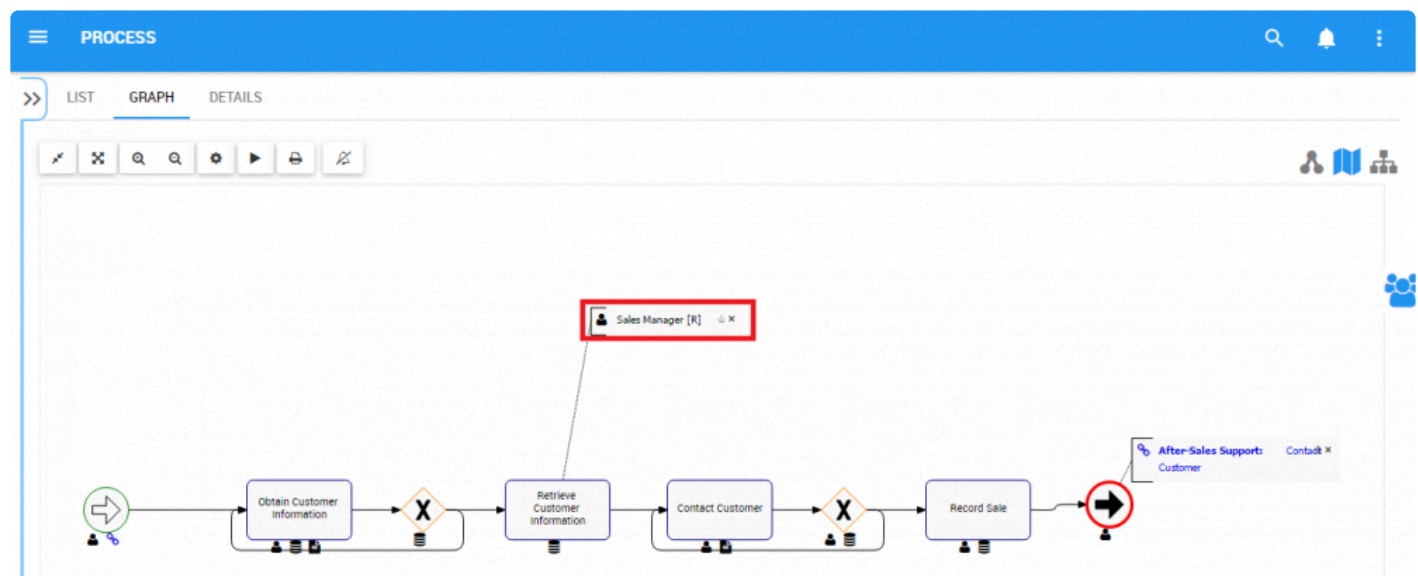 PROCESS
LIST GRAPH DETAILS
Sales Manager [R]
After-Sales Support: Contact
Customer
Obtain Customer
Information
X
Retrieve
Customer
Information
Contact Customer
X
Record Sale